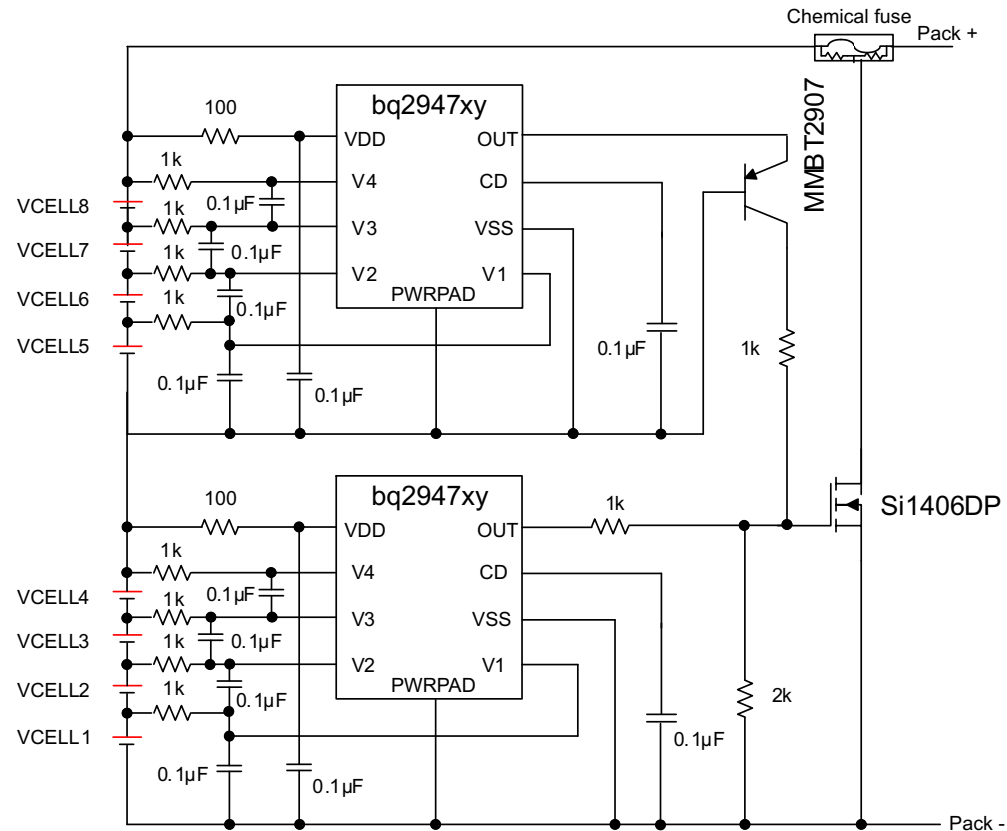 Chemical fuse
Pack +
MMBT2907
bq2947xy
100
VDD
OUT
1k
V4
CD
VCELL8
0.1µF
1k
V3
VSS
VCELL7
0.1µF
1k
V2
V1
VCELL6
0.1µF
1k
PWRPAD
VCELL5
0.1µF
0.1µF
0.1µF
1k
bq2947xy
100
VDD
OUT
1k
Si1406DP
1k
V4
CD
VCELL4
0.1µF
1k
V3
VSS
VCELL3
0.1µF
1k
V2
V1
VCELL2
0.1µF
1k
PWRPAD
2k
VCELL1
0.1µF
0.1µF
0.1µF
Pack -